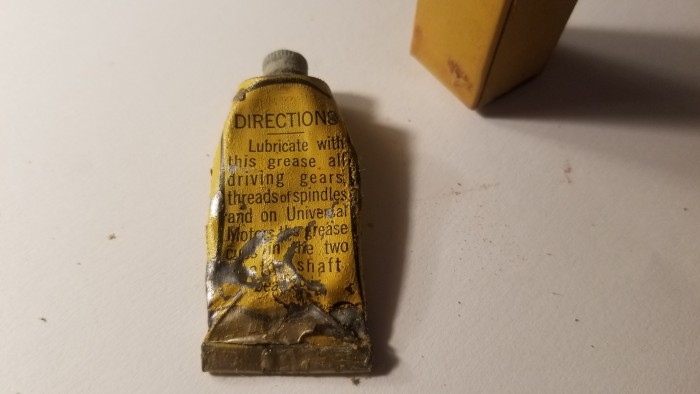 DIRECTIONS
Lubricate with
this grease all
driving gears,
threads of spindles
and on Universal
Motors the grease
in the two
shaft